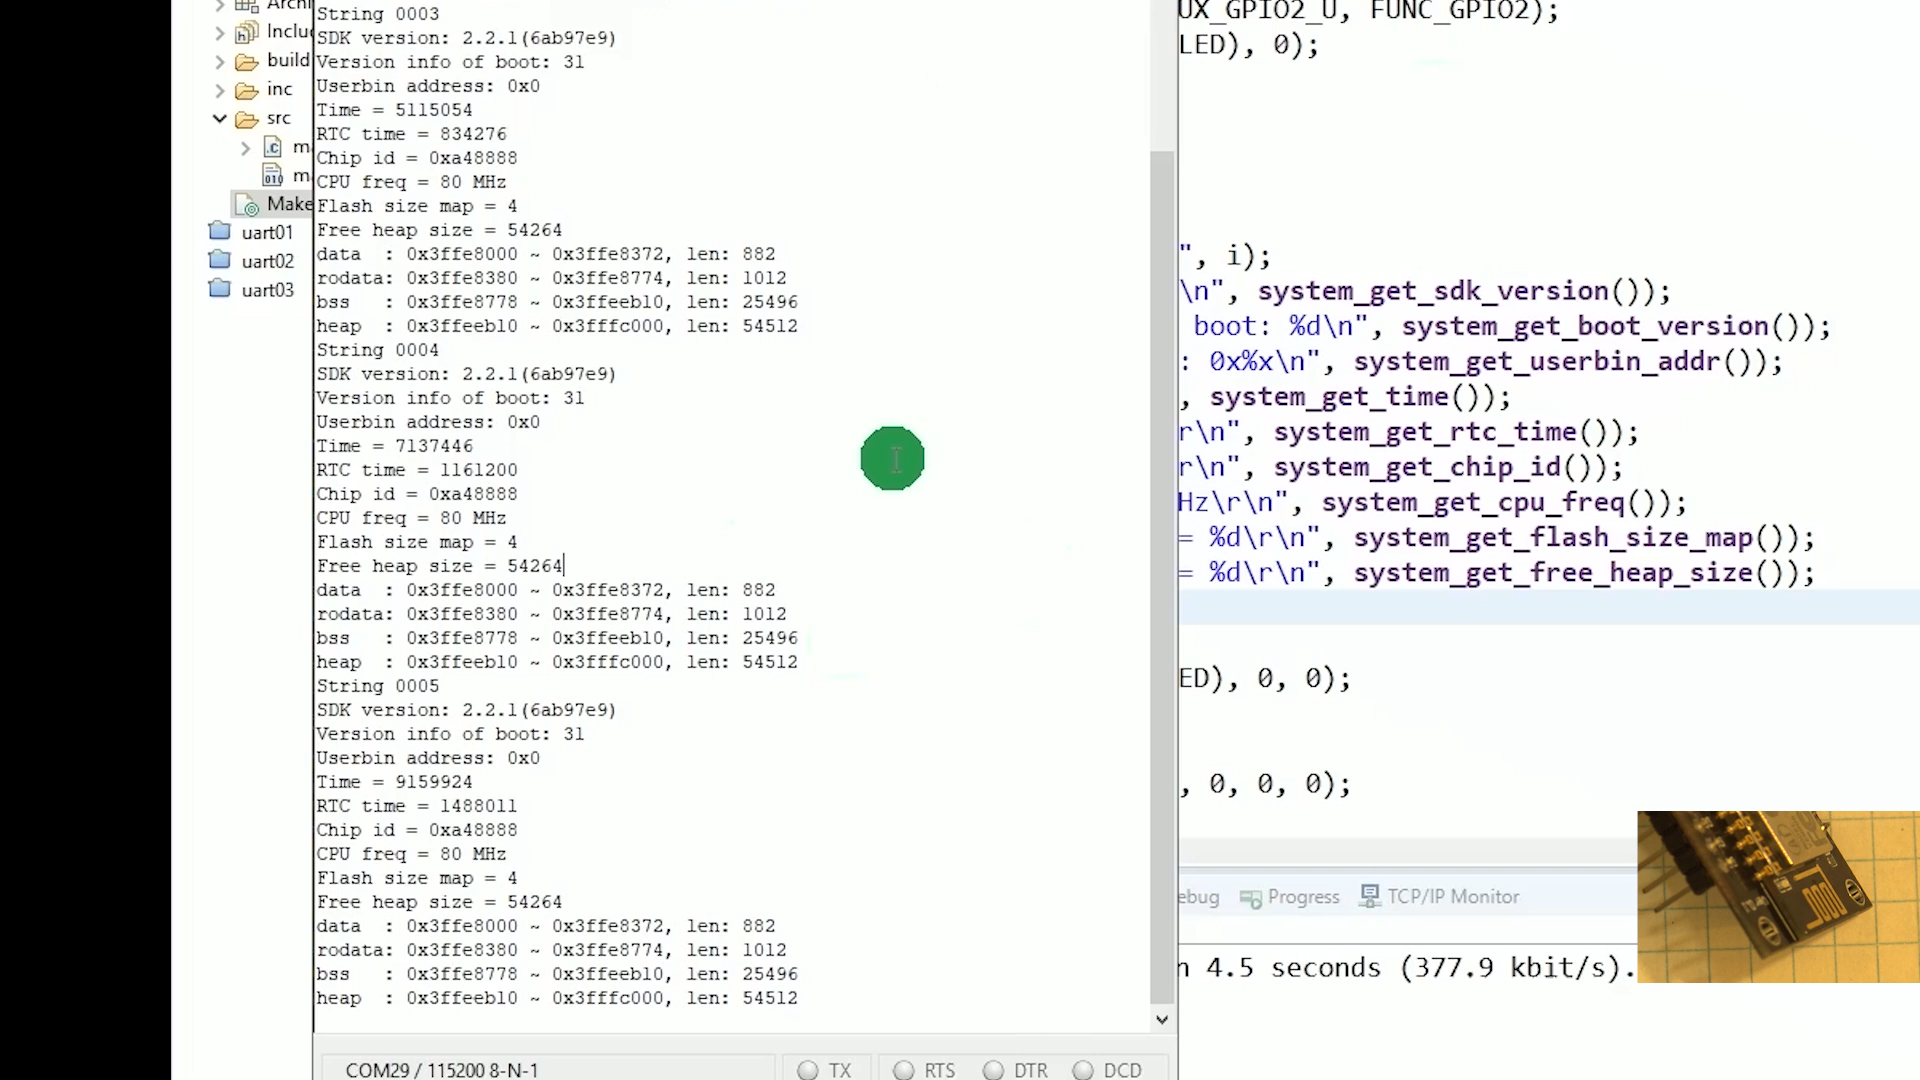 Inclu
build
inc
src
m
m
Make
uart01
uart02
uart03
String 0003
SDK version: 2.2.1(6ab97e9)
Version info of boot: 31
Userbin address: 0x0
Time = 5115054
RTC time = 834276
Chip id = 0xa48888
CPU freq = 80 MHz
Flash size map = 4
Free heap size = 54264
data  : 0x3ffe8000 ~ 0x3ffe8372, len: 882
rodata: 0x3ffe8380 ~ 0x3ffe8774, len: 1012
bss   : 0x3ffe8778 ~ 0x3ffeeb10, len: 25496
heap  : 0x3ffeeb10 ~ 0x3fffc000, len: 54512
String 0004
SDK version: 2.2.1(6ab97e9)
Version info of boot: 31
Userbin address: 0x0
Time = 7137446
RTC time = 1161200
Chip id = 0xa48888
CPU freq = 80 MHz
Flash size map = 4
Free heap size = 54264
data  : 0x3ffe8000 ~ 0x3ffe8372, len: 882
rodata: 0x3ffe8380 ~ 0x3ffe8774, len: 1012
bss   : 0x3ffe8778 ~ 0x3ffeeb10, len: 25496
heap  : 0x3ffeeb10 ~ 0x3fffc000, len: 54512
String 0005
SDK version: 2.2.1(6ab97e9)
Version info of boot: 31
Userbin address: 0x0
Time = 9159924
RTC time = 1488011
Chip id = 0xa48888
CPU freq = 80 MHz
Flash size map = 4
Free heap size = 54264
data  : 0x3ffe8000 ~ 0x3ffe8372, len: 882
rodata: 0x3ffe8380 ~ 0x3ffe8774, len: 1012
bss   : 0x3ffe8778 ~ 0x3ffeeb10, len: 25496
heap  : 0x3ffeeb10 ~ 0x3fffc000, len: 54512
COM29 / 115200 8-N-1
TX
RTS
DTR
DCD
UX_GPIO2_U, FUNC_GPIO2);
LED), 0);
", i);
\n", system_get_sdk_version());
boot: %d\n", system_get_boot_version());
: 0x%x\n", system_get_userbin_addr());
, system_get_time());
r\n", system_get_rtc_time());
r\n", system_get_chip_id());
Hz\r\n", system_get_cpu_freq());
= %d\r\n", system_get_flash_size_map());
= %d\r\n", system_get_free_heap_size());
ED), 0, 0);
, 0, 0, 0);
ebug
Progress
TCP/IP Monitor
n 4.5 seconds (377.9 kbit/s).